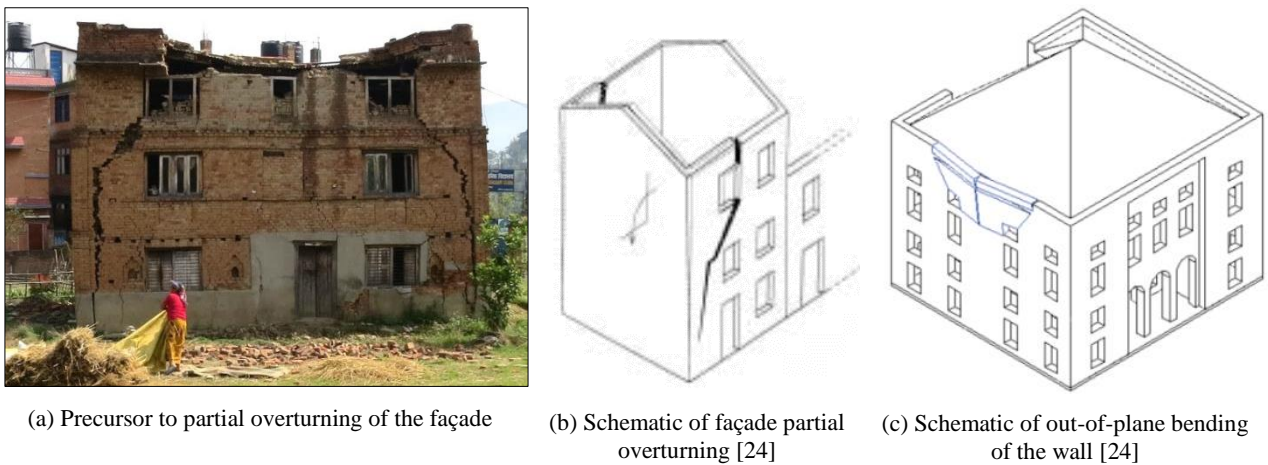 (a) Precursor to partial overturning of the façade
(b) Schematic of façade partial
overturning [24]
(c) Schematic of out-of-plane bending
of the wall [24]